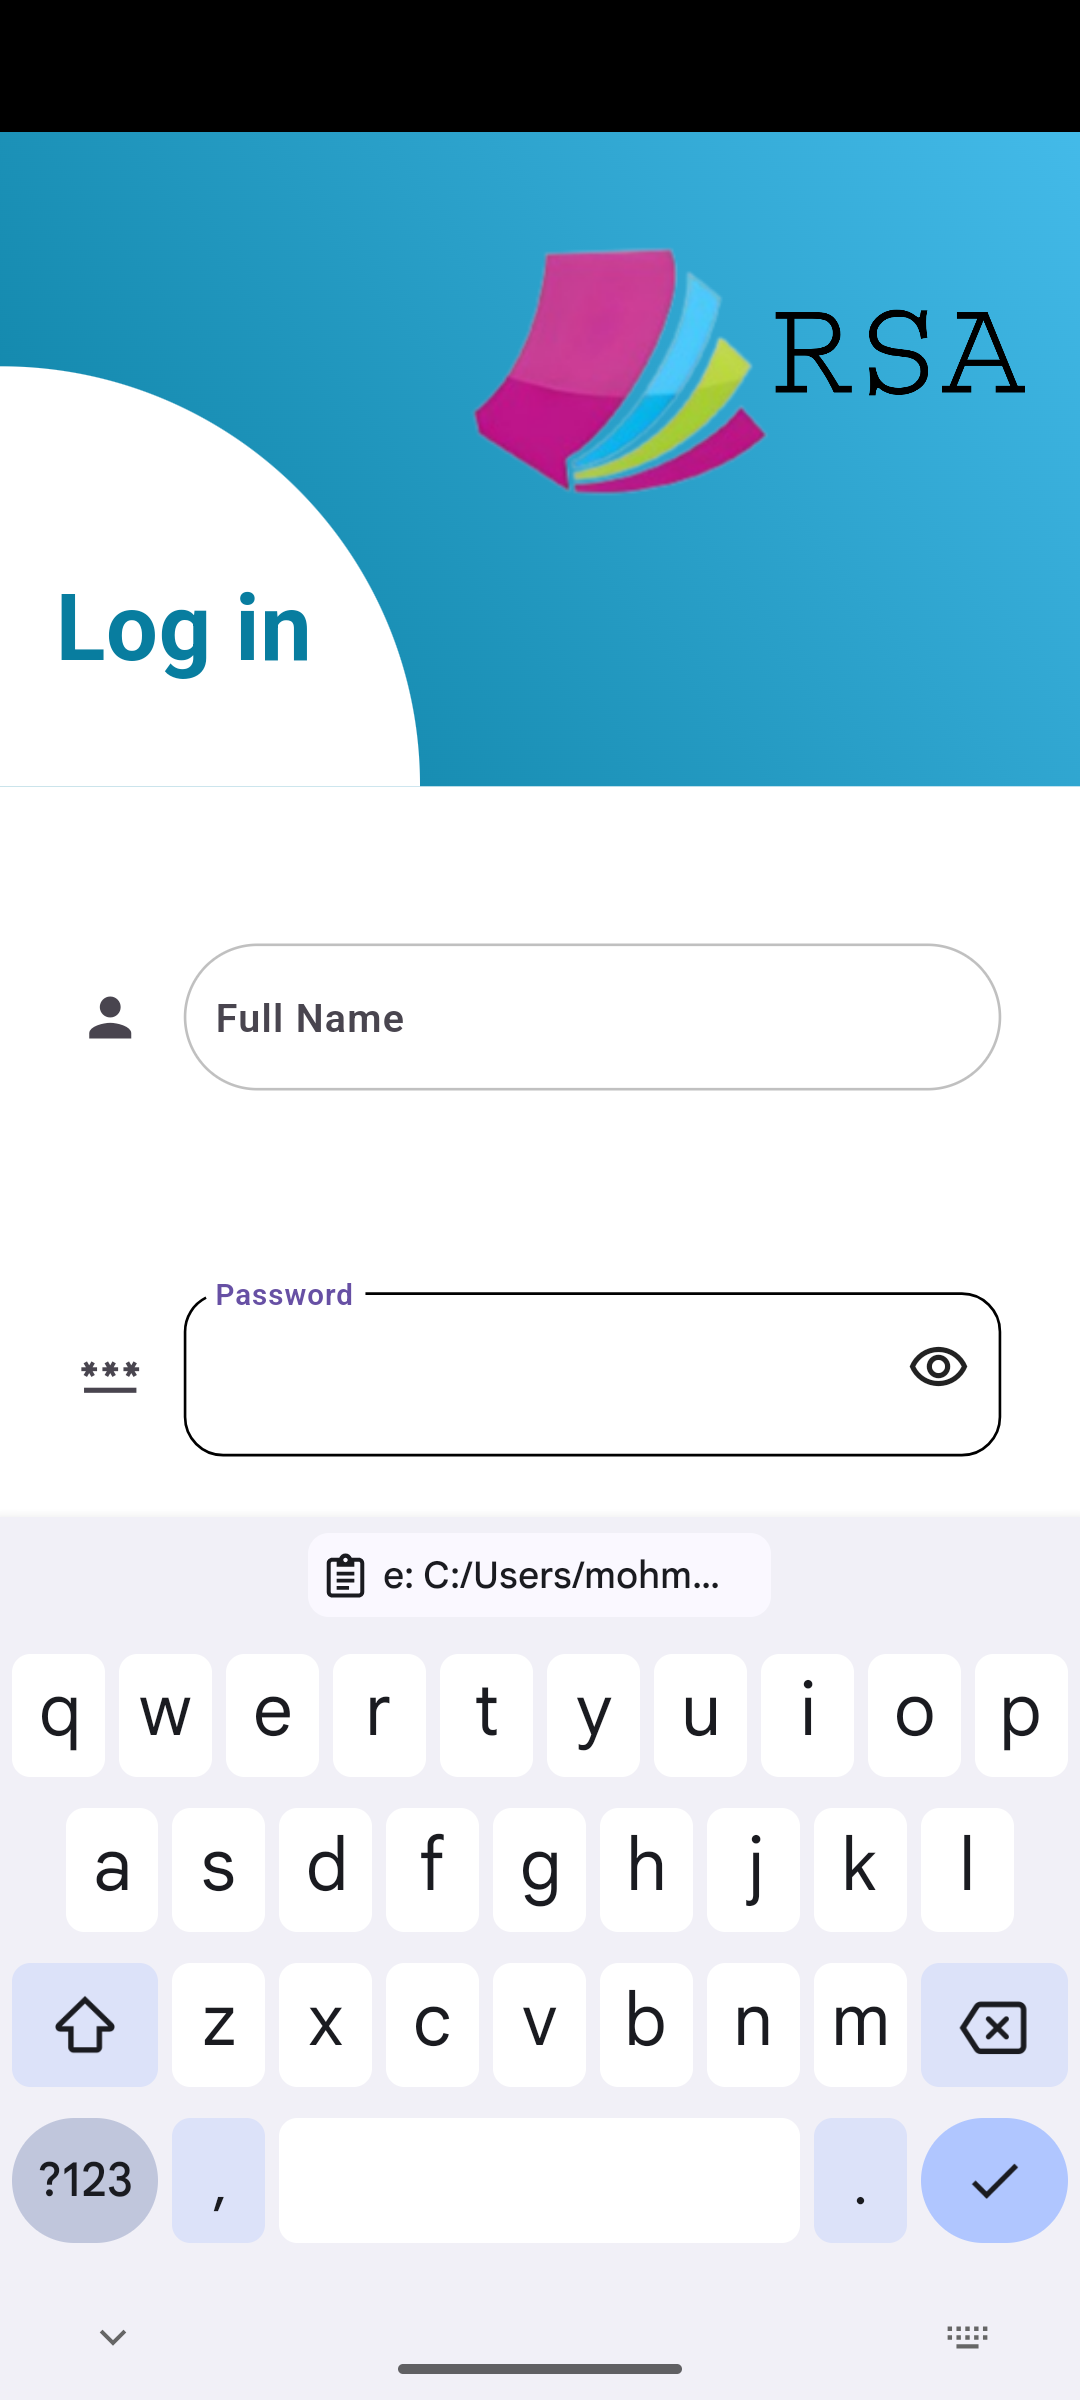 RSA
Log in
Full Name
Password
***
e: C:/Users/mohm...
q w e r t y u i o p
a s d f g h j k l
z x c v b n m
?123 , .